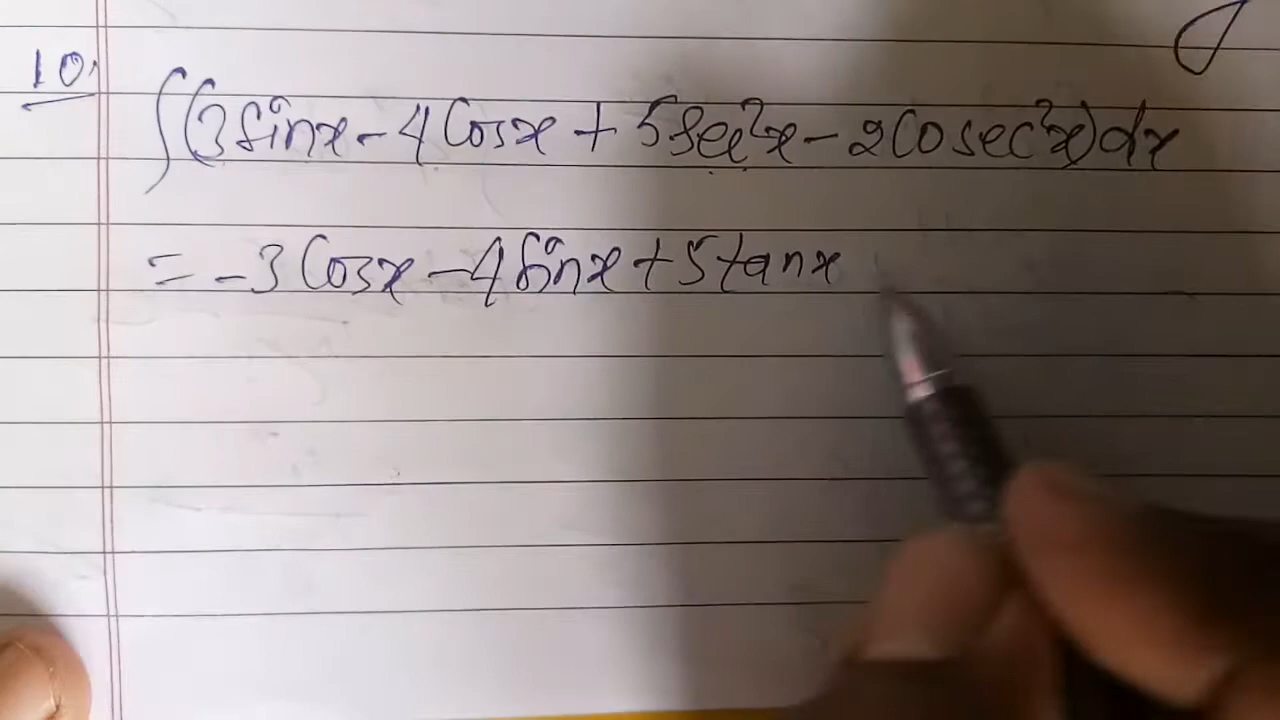 10.
∫(3Sinx - 4Cosx + 5Sec²x - 2Cosec²x)dx
= -3Cosx - 4Sinx + 5tanx